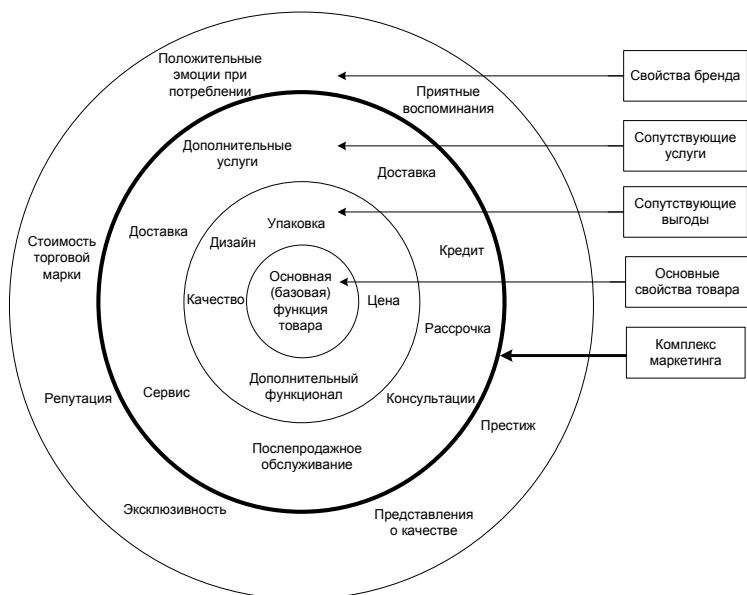 Положительные
эмоции при
потреблении
Приятные
воспоминания
Свойства бренда
Дополнительные
услуги
Доставка
Сопутствующие
услуги
Сопутствующие
выгоды
Стоимость
торговой
марки
Доставка
Дизайн
Упаковка
Кредит
Качество
Основная
(базовая)
функция
товара
Цена
Основные
свойства товара
Рассрочка
Комплекс
маркетинга
Репутация
Сервис
Дополнительный
функционал
Консультации
Престиж
Послепродажное
обслуживание
Эксклюзивность
Представления
о качестве